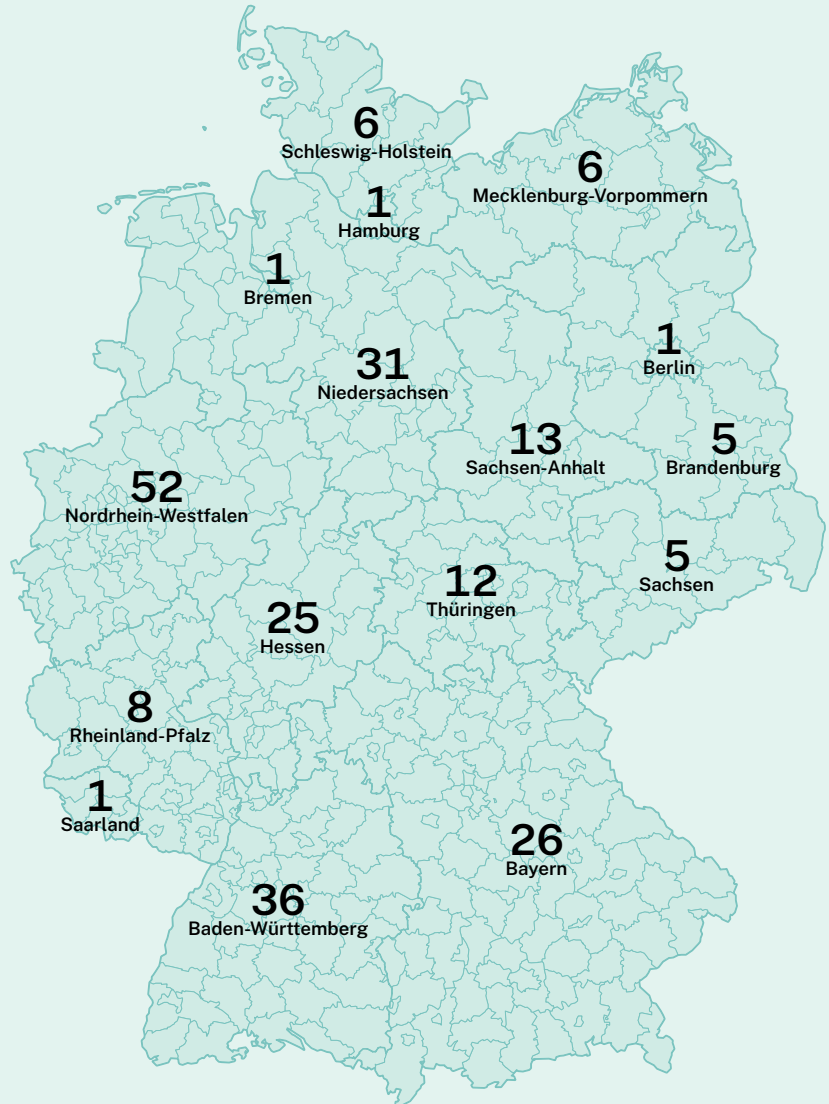 6
Schleswig-Holstein
6
Mecklenburg-Vorpommern
1
Hamburg
1
Bremen
1
Berlin
31
Niedersachsen
13
Sachsen-Anhalt
5
Brandenburg
52
Nordrhein-Westfalen
5
Sachsen
12
Thüringen
25
Hessen
8
Rheinland-Pfalz
1
Saarland
26
Bayern
36
Baden-Württemberg